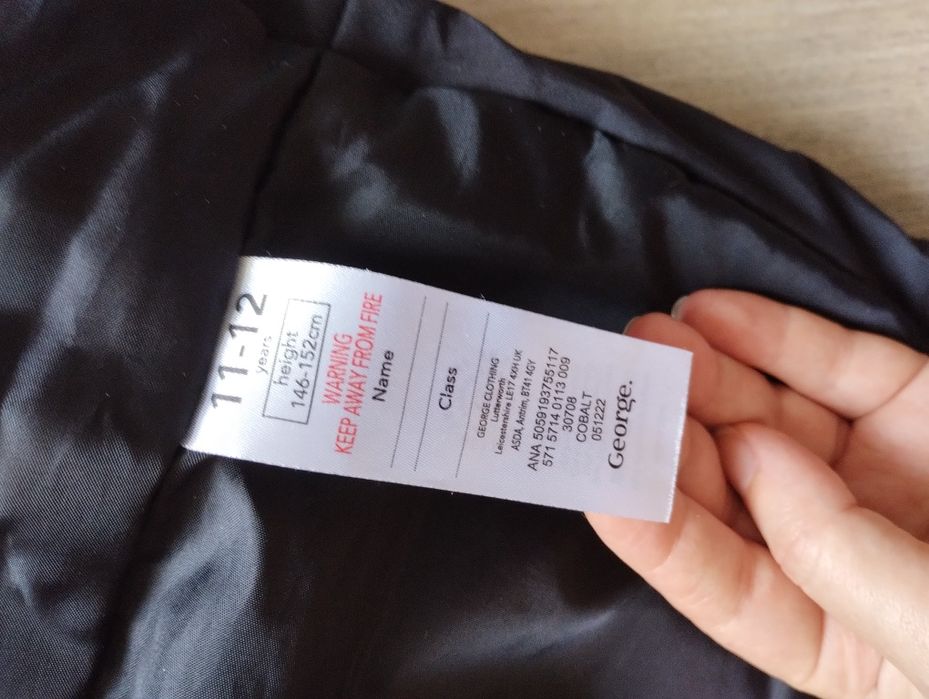 11-12
years
height
146-152cm
WARNING
KEEP AWAY FROM FIRE
Name
Class
GEORGE CLOTHING
Lutterworth
Leicestershire LE17 4XH UK
ASDA, Antrim, BT41 4GY
ANA 5059193755117
571 5714 0113 009
30708
COBALT
051222
George.